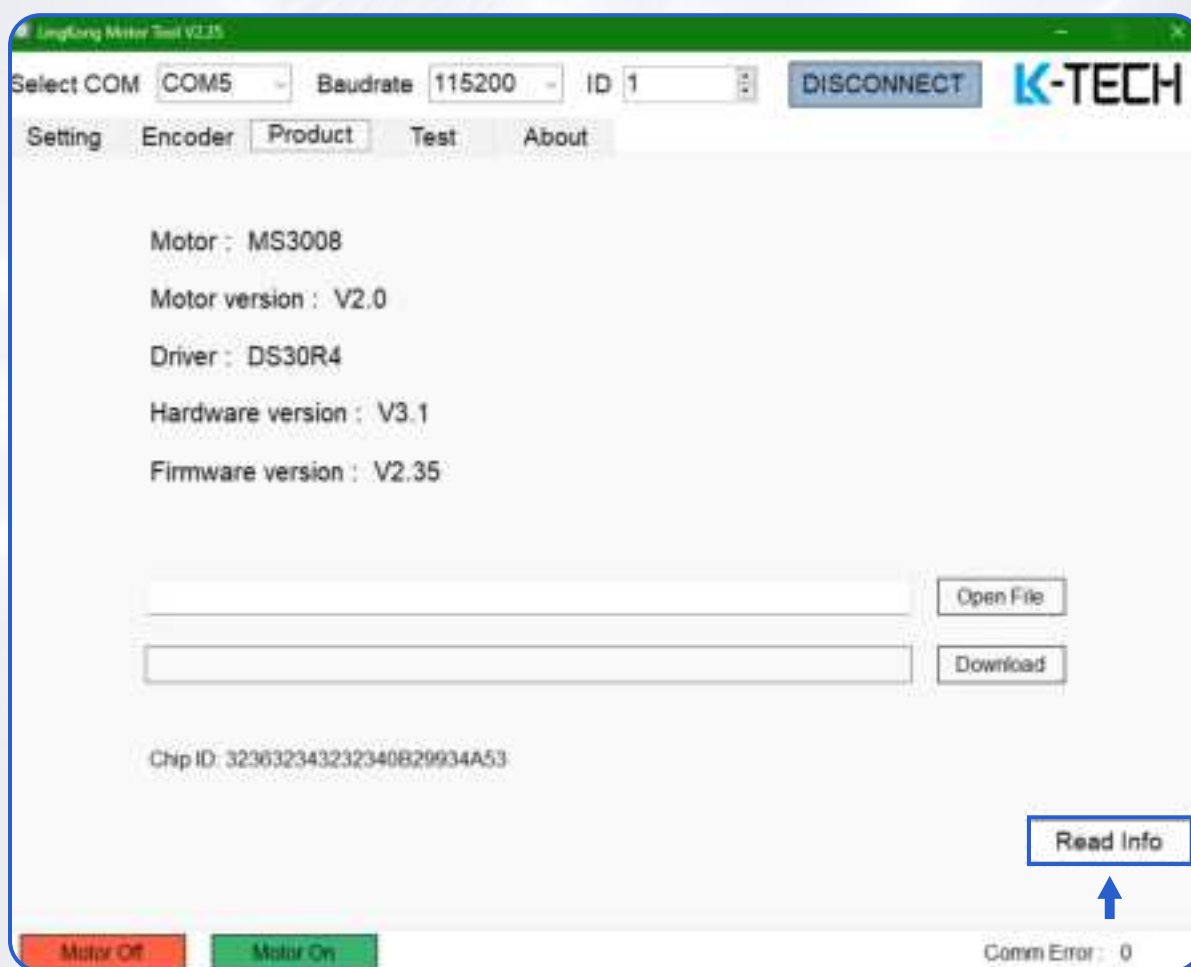 LingKong Motor Tool V2.35
Select COM COM5 Baudrate 115200 ID 1 DISCONNECT K-TECH
Setting Encoder Product Test About
Motor : MS3008
Motor version : V2.0
Driver : DS30R4
Hardware version : V3.1
Firmware version : V2.35
Open File
Download
Chip ID: 323632343232340B29934A53
Read Info
Motor Off Motor On Comm Error : 0